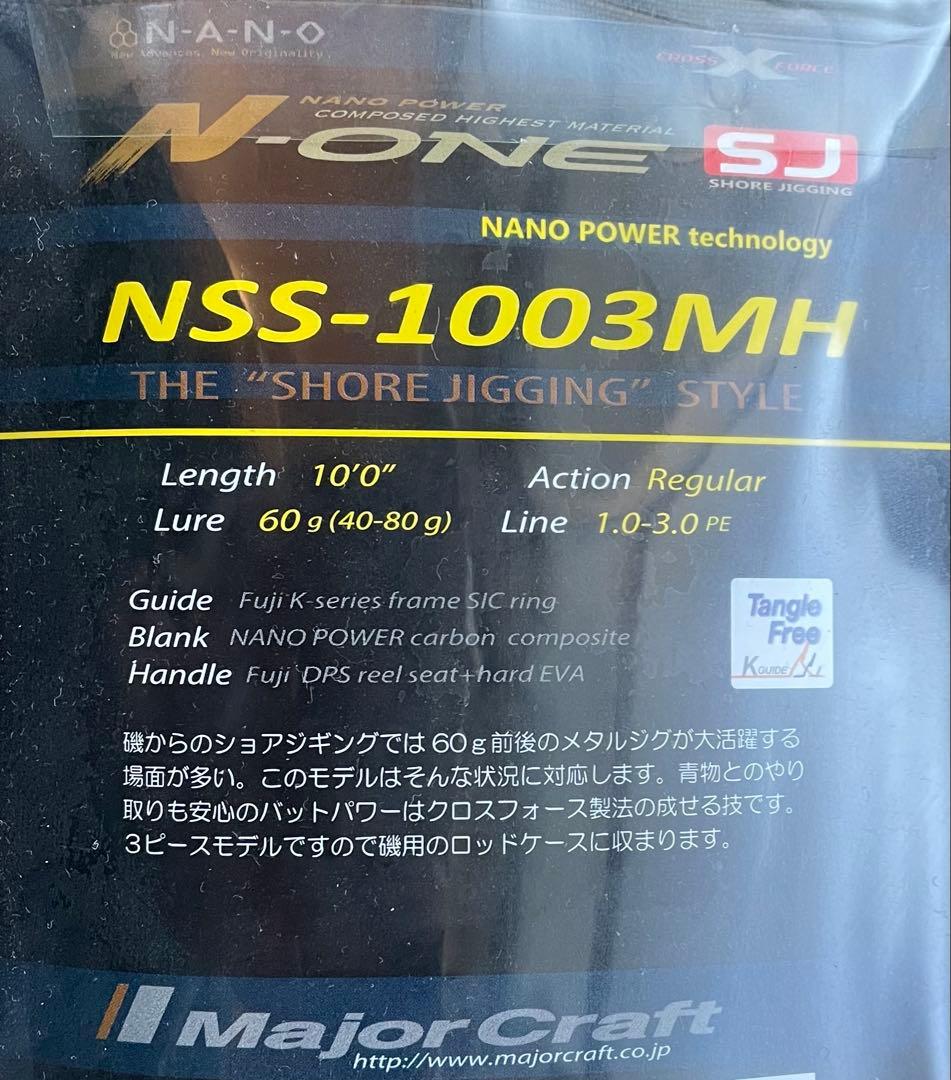 N-A-N-O
New Advances. New Originality
CROSS X FORCE
NANO POWER
COMPOSED HIGHEST MATERIAL
N-ONE
SJ
SHORE JIGGING
NANO POWER technology
NSS-1003MH
THE "SHORE JIGGING" STYLE
Length 10'0" Action Regular
Lure 60 g (40-80 g) Line 1.0-3.0 PE
Guide Fuji K-series frame SIC ring
Blank NANO POWER carbon composite
Handle Fuji DPS reel seat+hard EVA
Tangle
Free
K GUIDE
磯からのショアジギングでは60g前後のメタルジグが大活躍する
場面が多い。このモデルはそんな状況に対応します。青物とのやり
取りも安心のバットパワーはクロスフォース製法の成せる技です。
3ピースモデルですので磯用のロッドケースに収まります。
Major Craft
http://www.majorcraft.co.jp